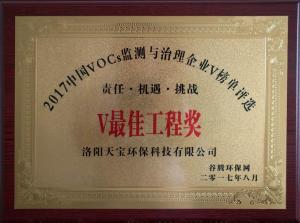 2017中国VOCs监测与治理企业V榜单评选
责任·机遇·挑战
V最佳工程奖
洛阳天宝环保科技有限公司
谷腾环保网
二零一七年八月